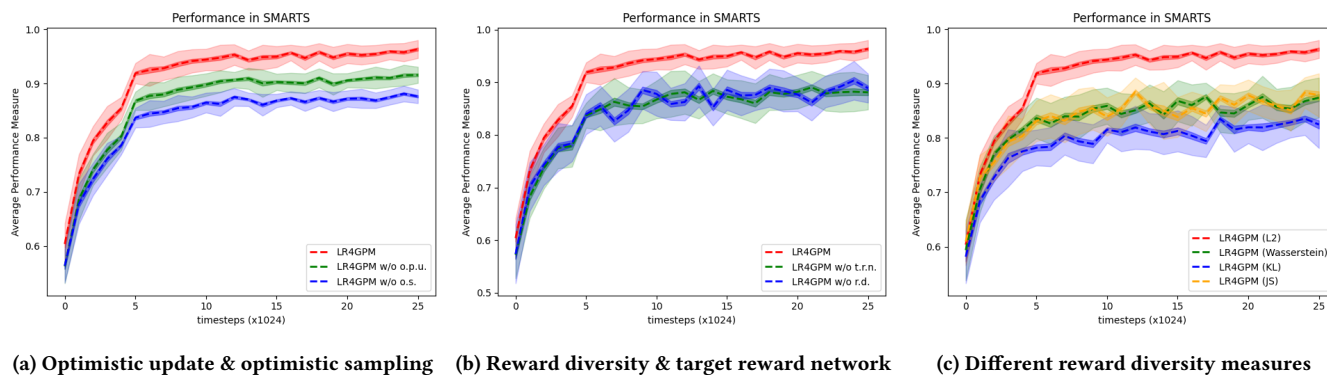 Performance in SMARTS
1.0
0.9
0.8
0.7
0.6
Average Performance Measure
LR4GPM
LR4GPM w/o o.p.u.
LR4GPM w/o o.s.
0 5 10 15 20 25
timesteps (x1024)
(a) Optimistic update & optimistic sampling
Performance in SMARTS
1.0
0.9
0.8
0.7
0.6
0.5
Average Performance Measure
LR4GPM
LR4GPM w/o t.r.n.
LR4GPM w/o r.d.
0 5 10 15 20 25
timesteps (x1024)
(b) Reward diversity & target reward network
Performance in SMARTS
1.0
0.9
0.8
0.7
0.6
Average Performance Measure
LR4GPM (L2)
LR4GPM (Wasserstein)
LR4GPM (KL)
LR4GPM (JS)
0 5 10 15 20 25
timesteps (x1024)
(c) Different reward diversity measures